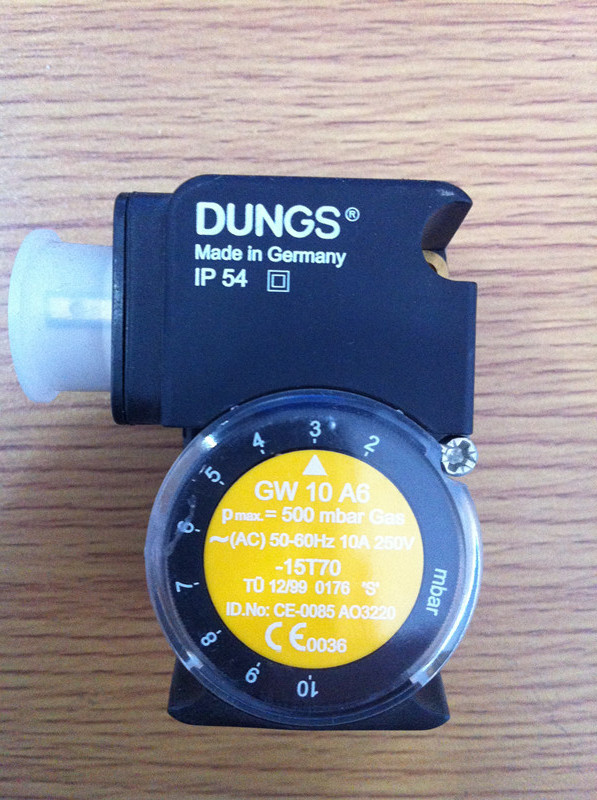 DUNGS®
Made in Germany
IP 54
2 3 4 5 6 7 8 9 10
mbar
GW 10 A6
pmax. = 500 mbar Gas
~(AC) 50-60Hz 10A 250V
-15T70
TÜ 12/99 0176 'S'
ID.No: CE-0085 AO3220
CE0036